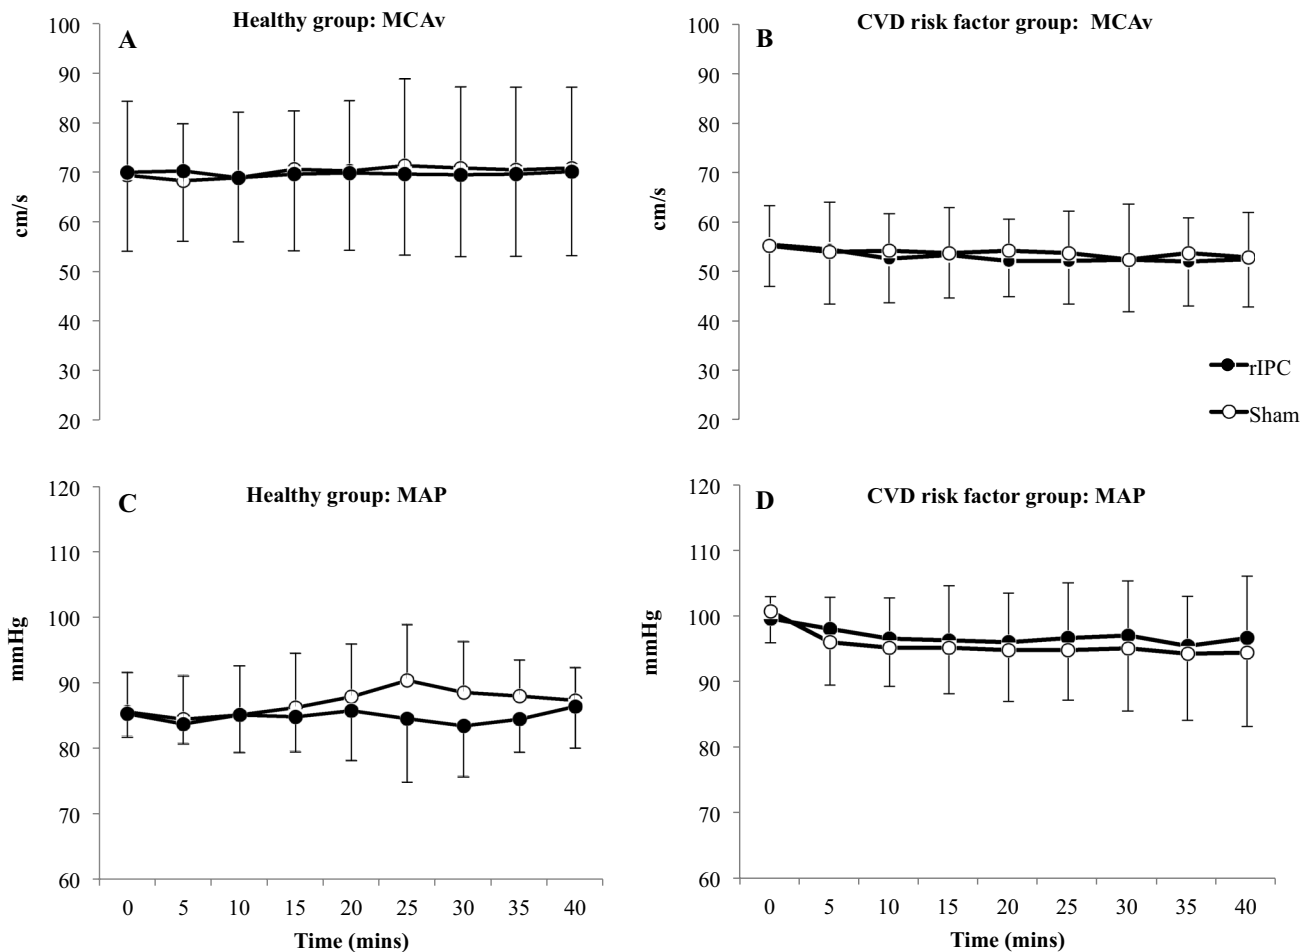 Healthy group: MCAv
A
100
90
80
70
60
50
40
30
20
cm/s
CVD risk factor group: MCAv
B
100
90
80
70
60
50
40
30
20
cm/s
rIPC
Sham
Healthy group: MAP
C
120
110
100
90
80
70
60
mmHg
0 5 10 15 20 25 30 35 40
Time (mins)
CVD risk factor group: MAP
D
120
110
100
90
80
70
60
mmHg
0 5 10 15 20 25 30 35 40
Time (mins)